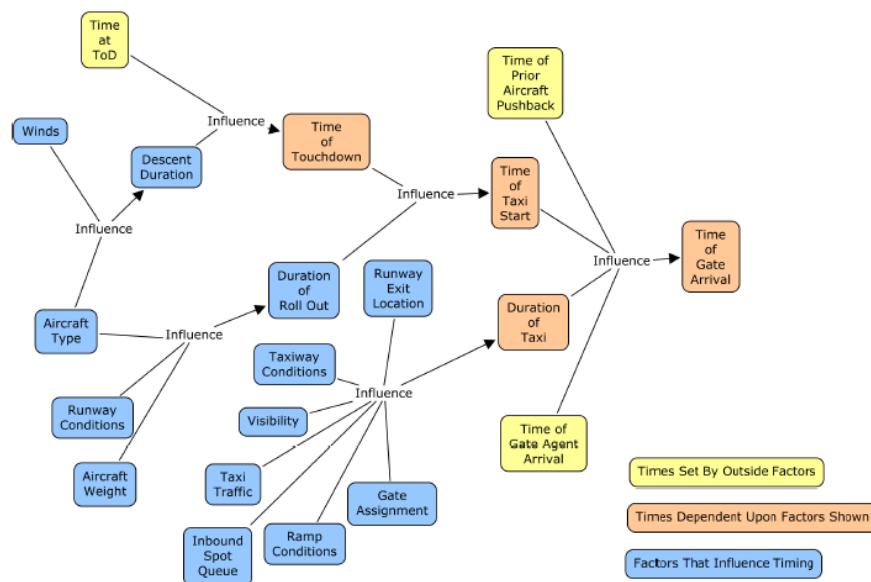 Time
at
ToD
Time of
Prior
Aircraft
Pushback
Winds
Influence
Time
of
Touchdown
Descent
Duration
Influence
Time
of
Taxi
Start
Influence
Time
of
Gate
Arrival
Influence
Duration
of
Roll Out
Runway
Exit
Location
Influence
Aircraft
Type
Influence
Duration
of
Taxi
Taxiway
Conditions
Influence
Runway
Conditions
Visibility
Time of
Gate Agent
Arrival
Aircraft
Weight
Taxi
Traffic
Gate
Assignment
Inbound
Spot
Queue
Ramp
Conditions
Times Set By Outside Factors
Times Dependent Upon Factors Shown
Factors That Influence Timing